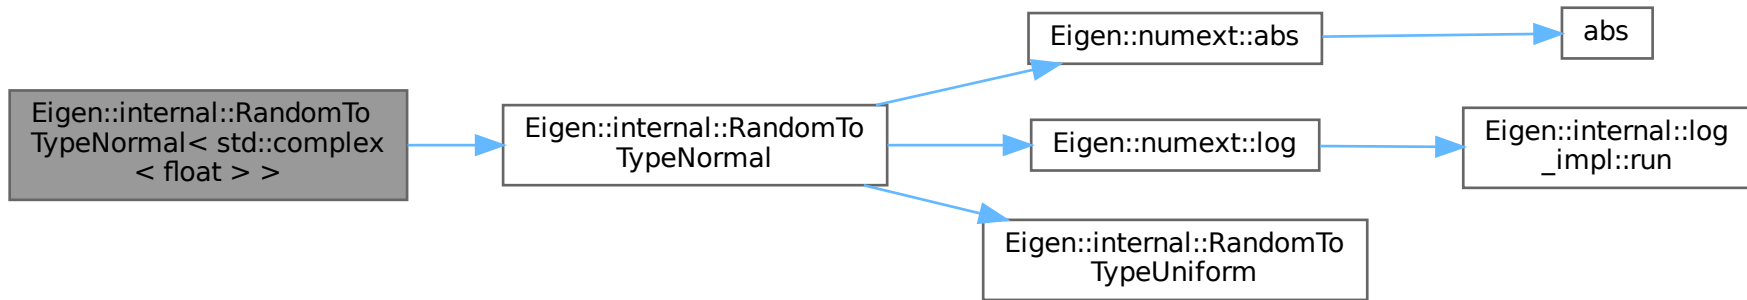 Eigen::internal::RandomTo
TypeNormal< std::complex
< float > >
Eigen::internal::RandomTo
TypeNormal
Eigen::numext::abs
abs
Eigen::numext::log
Eigen::internal::log
_impl::run
Eigen::internal::RandomTo
TypeUniform